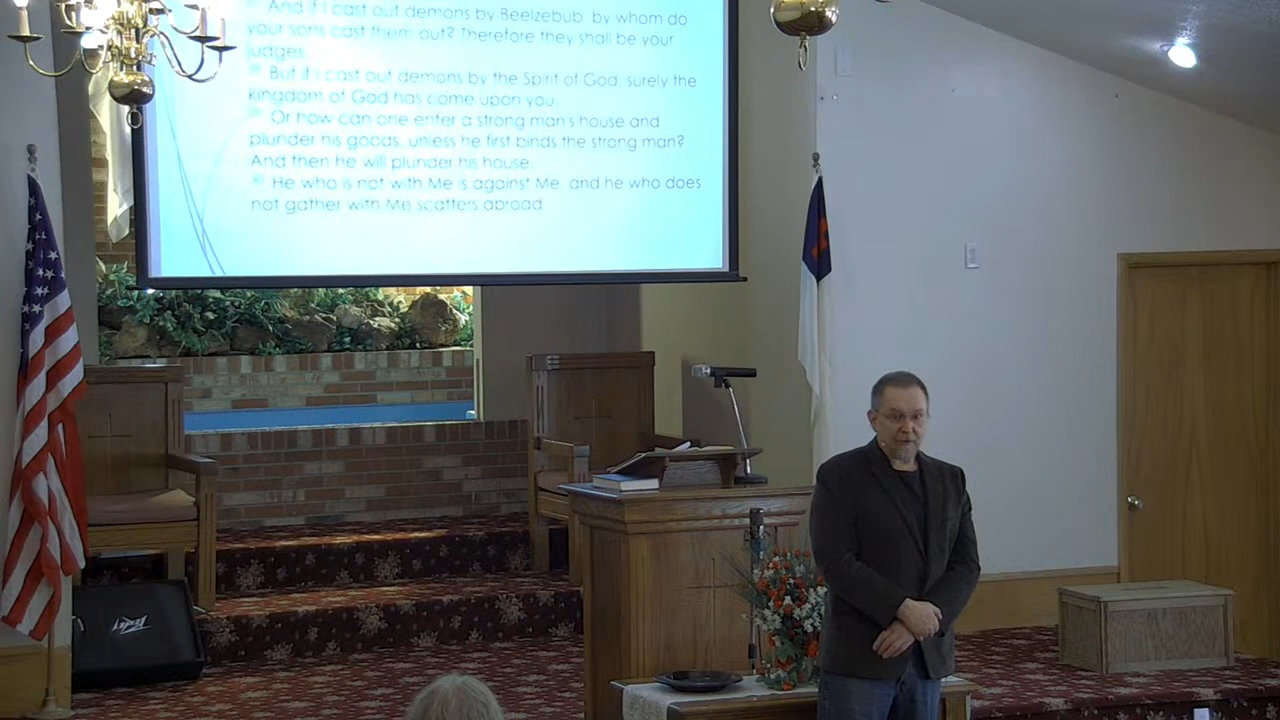 And if I cast out demons by Beelzebub, by whom do
your sons cast them out? Therefore they shall be your
judges.
But if I cast out demons by the Spirit of God, surely the
kingdom of God has come upon you.
Or how can one enter a strong man's house and
plunder his goods, unless he first binds the strong man?
And then he will plunder his house.
He who is not with Me is against Me, and he who does
not gather with Me scatters abroad.
Peavey